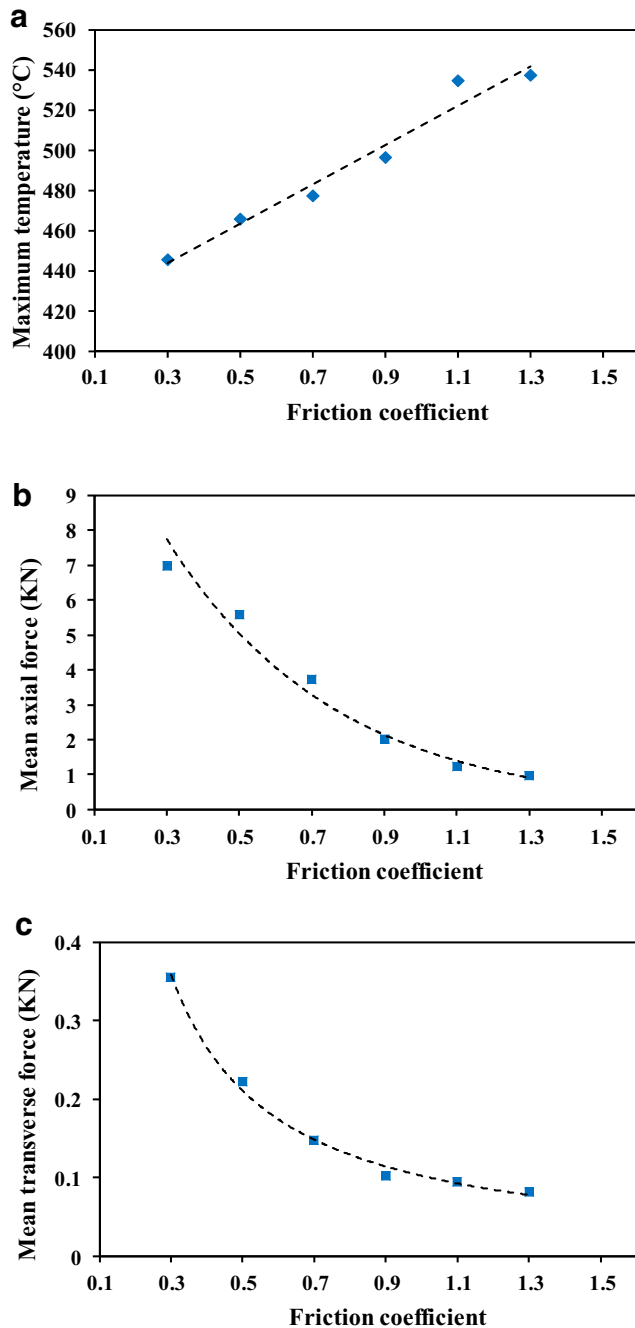 a
Maximum temperature (°C)
560
540
520
500
480
460
440
420
400
0.1 0.3 0.5 0.7 0.9 1.1 1.3 1.5
Friction coefficient
b
Mean axial force (KN)
9
8
7
6
5
4
3
2
1
0
0.1 0.3 0.5 0.7 0.9 1.1 1.3 1.5
Friction coefficient
c
Mean transverse force (KN)
0.4
0.3
0.2
0.1
0
0.1 0.3 0.5 0.7 0.9 1.1 1.3 1.5
Friction coefficient